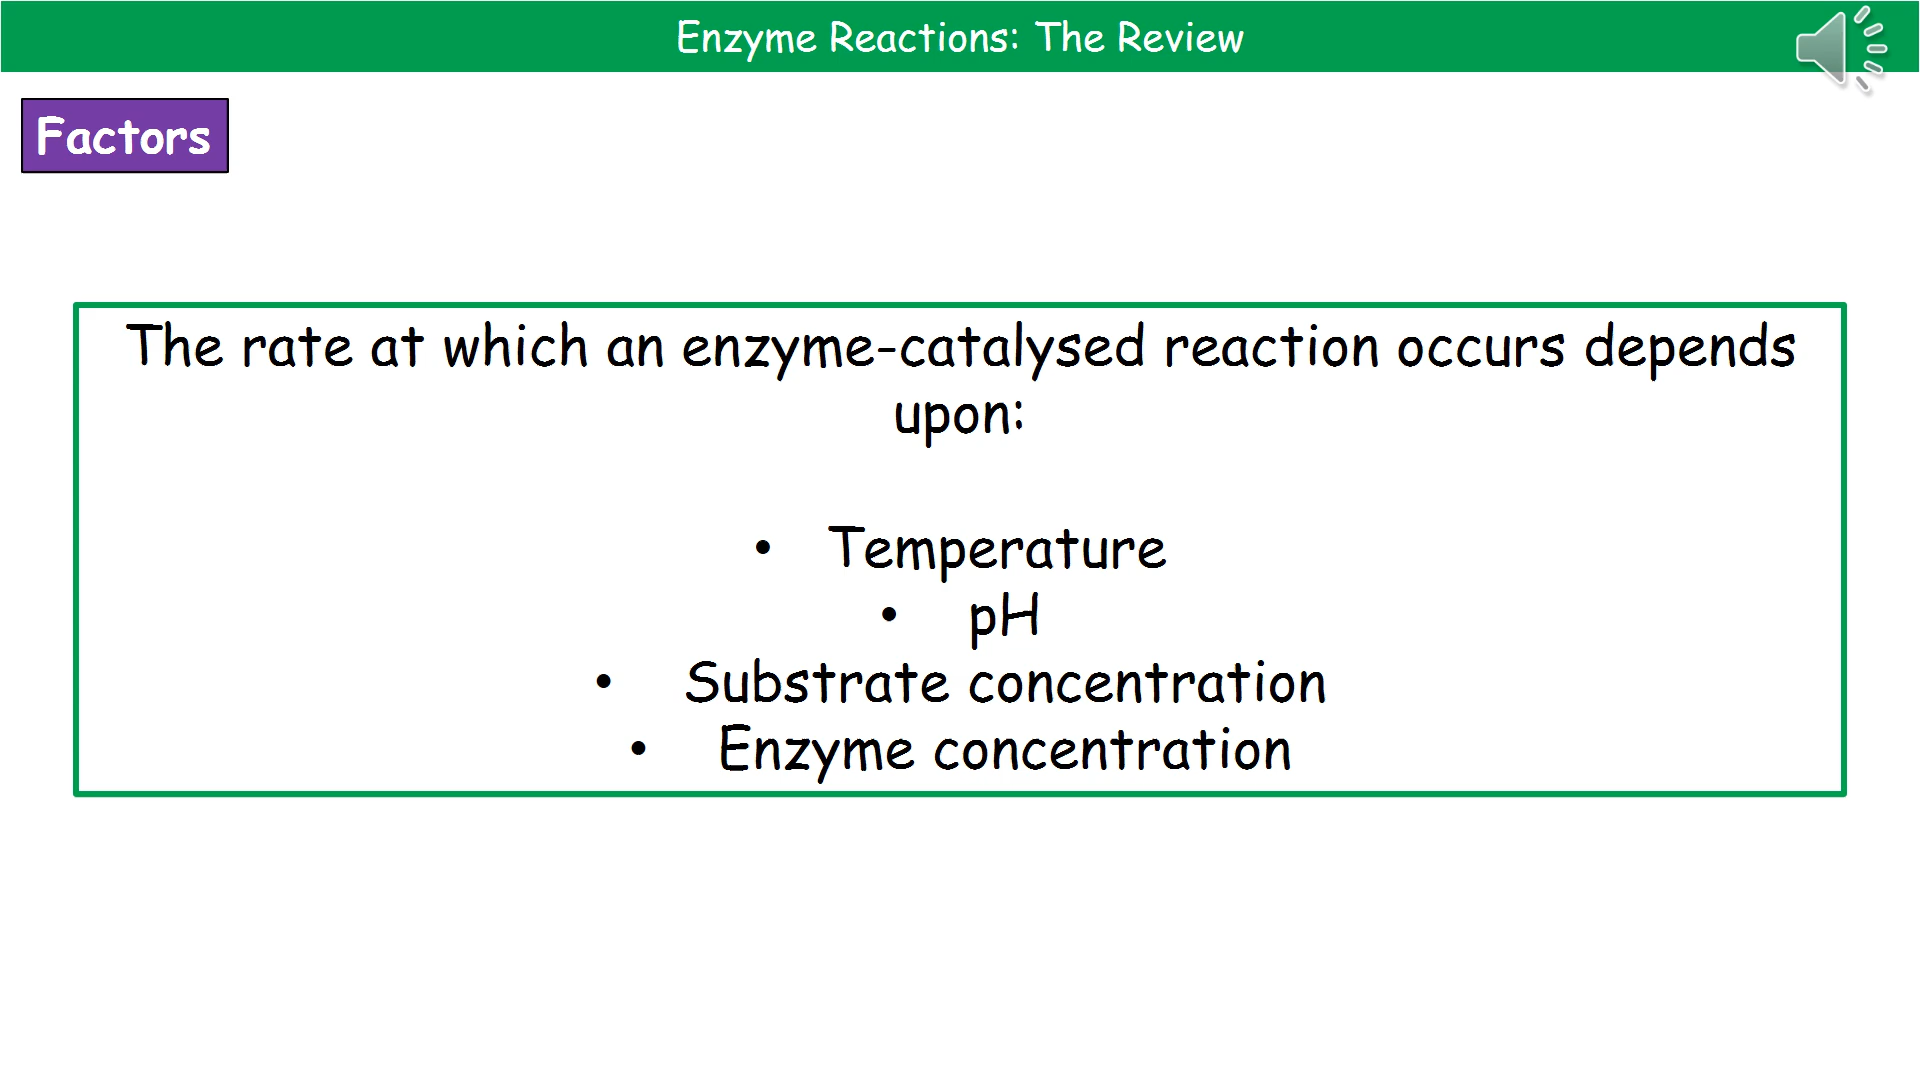 Enzyme Reactions: The Review
Factors
The rate at which an enzyme-catalysed reaction occurs depends
upon:
• Temperature
• pH
• Substrate concentration
• Enzyme concentration